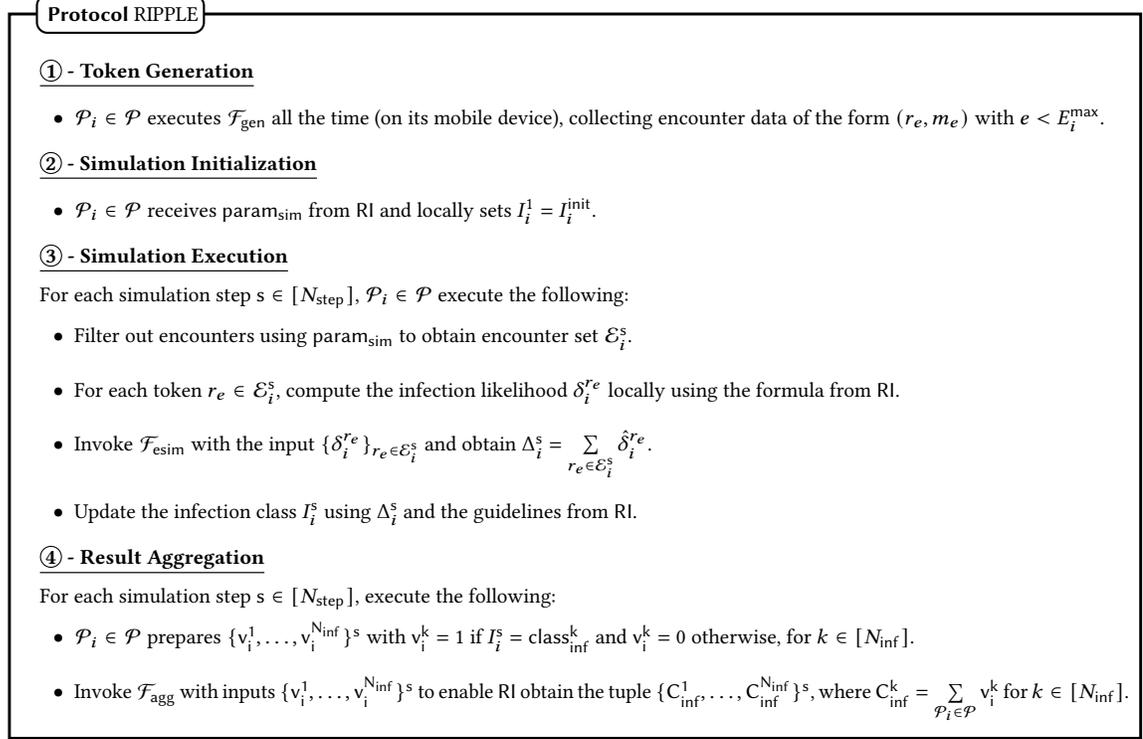 Protocol RIPPLE
① - Token Generation
• 𝒫ᵢ ∈ 𝒫 executes ℱ_gen all the time (on its mobile device), collecting encounter data of the form (r_e, m_e) with e < E_i^max.
② - Simulation Initialization
• 𝒫ᵢ ∈ 𝒫 receives param_sim from RI and locally sets I_i^1 = I_i^init.
③ - Simulation Execution
For each simulation step s ∈ [N_step], 𝒫ᵢ ∈ 𝒫 execute the following:
• Filter out encounters using param_sim to obtain encounter set ℰ_i^s.
• For each token r_e ∈ ℰ_i^s, compute the infection likelihood δ_i^{r_e} locally using the formula from RI.
• Invoke ℱ_esim with the input {δ_i^{r_e}}_{r_e∈ℰ_i^s} and obtain Δ_i^s = ∑_{r_e∈ℰ_i^s} δ̂_i^{r_e}.
• Update the infection class I_i^s using Δ_i^s and the guidelines from RI.
④ - Result Aggregation
For each simulation step s ∈ [N_step], execute the following:
• 𝒫ᵢ ∈ 𝒫 prepares {v_i^1, . . . , v_i^{N_inf}}^s with v_i^k = 1 if I_i^s = class_inf^k and v_i^k = 0 otherwise, for k ∈ [N_inf].
• Invoke ℱ_agg with inputs {v_i^1, . . . , v_i^{N_inf}}^s to enable RI obtain the tuple {C_inf^1, . . . , C_inf^{N_inf}}^s, where C_inf^k = ∑_{𝒫ᵢ∈𝒫} v_i^k for k ∈ [N_inf].